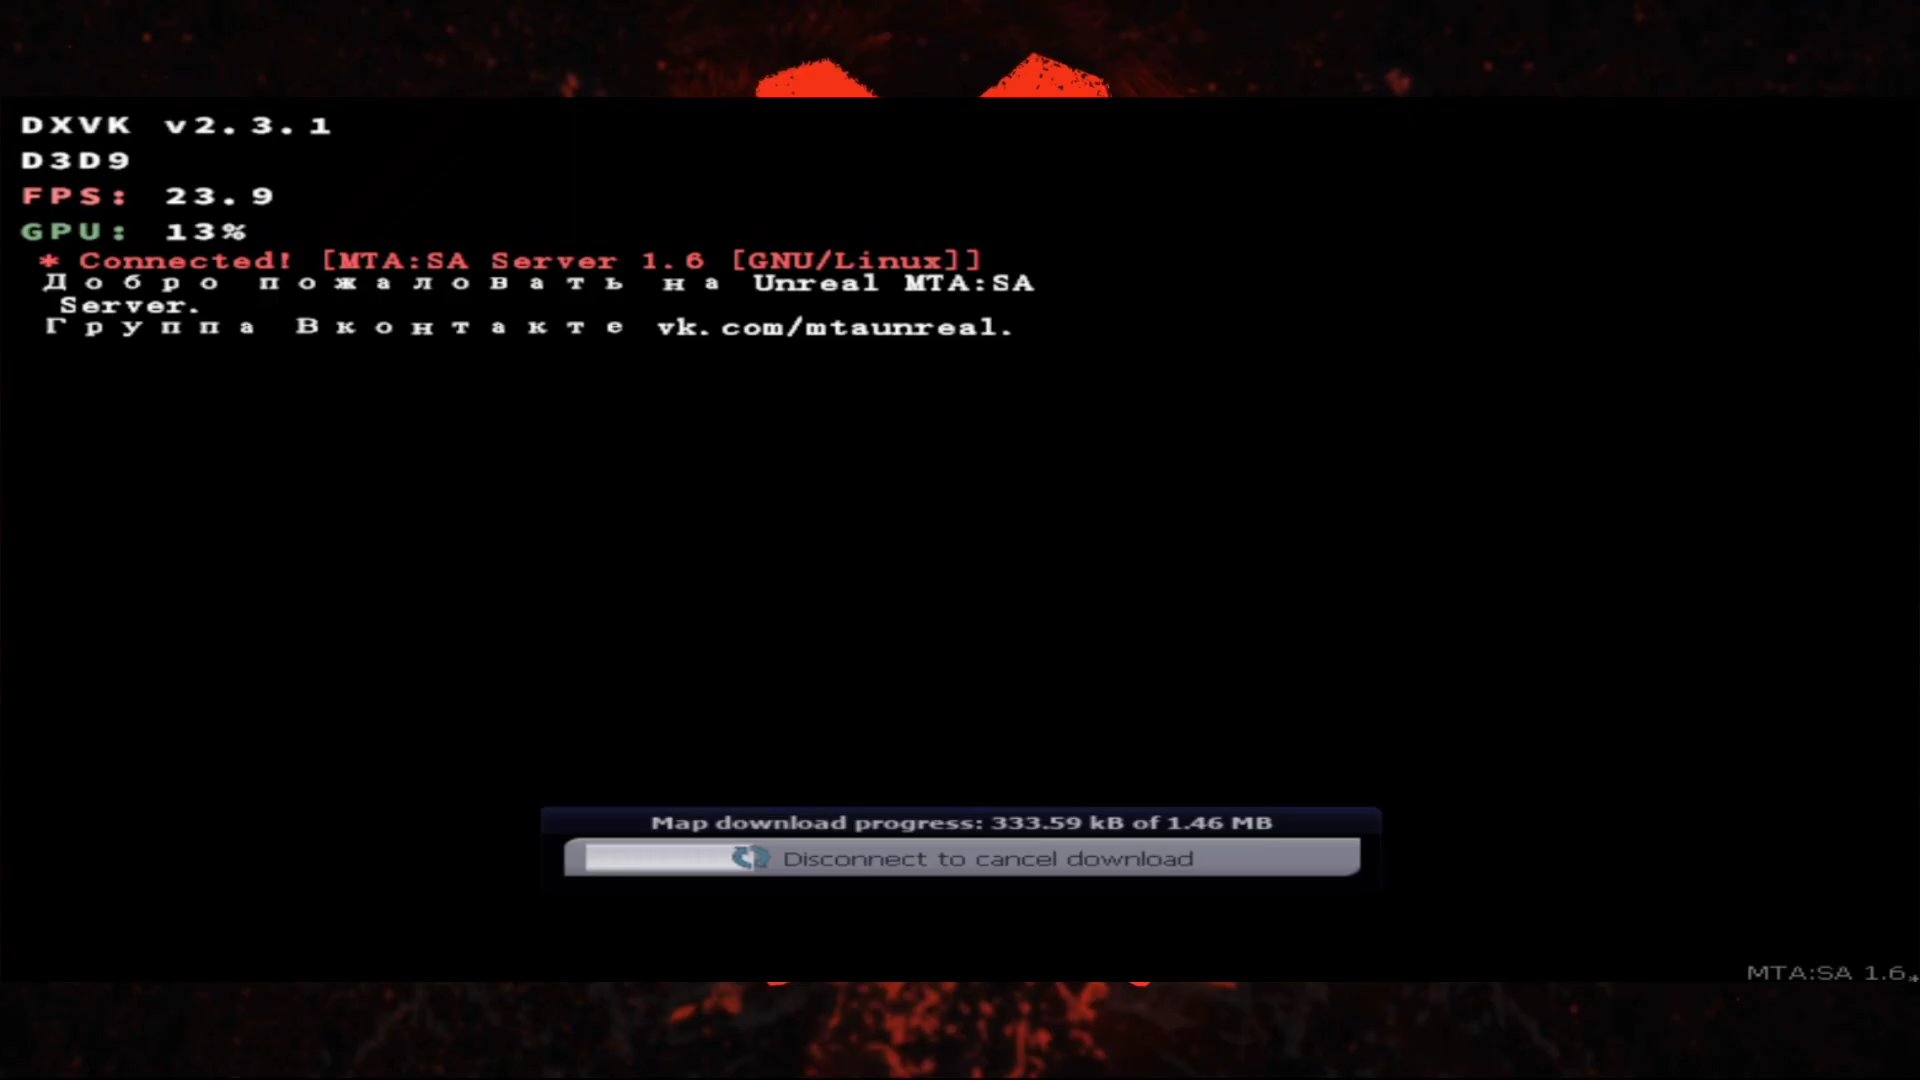 DXVK v2.3.1
D3D9
FPS: 23.9
GPU: 13%
* Connected! [MTA:SA Server 1.6 [GNU/Linux]]
Добро пожаловать на Unreal MTA:SA
Server.
Группа Вконтакте vk.com/mtaunreal.
Map download progress: 333.59 kB of 1.46 MB
Disconnect to cancel download
MTA:SA 1.6*